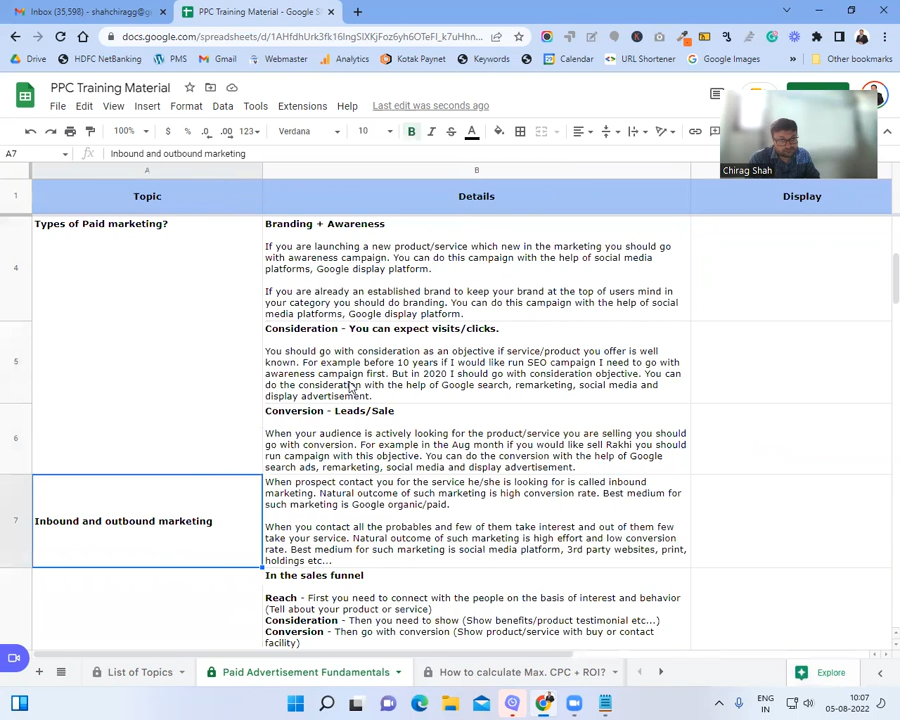 Inbox (35,598) - shahchiragg@g
PPC Training Material - Google S
docs.google.com/spreadsheets/d/1AHfdhUrk3fk16IngSIXKjFoz6yh6OTeFl_k7uHhn...
Drive
HDFC NetBanking
PMS
Gmail
Webmaster
Analytics
Kotak Paynet
Keywords
Calendar
URL Shortener
Google Images
Other bookmarks
PPC Training Material
File Edit View Insert Format Data Tools Extensions Help Last edit was seconds ago
100% $ % .0 .00 123 Verdana 10 B I S A
A7 fx Inbound and outbound marketing
Chirag Shah
A B
1 Topic Details Display
4 Types of Paid marketing?
Branding + Awareness
If you are launching a new product/service which new in the marketing you should go
with awareness campaign. You can do this campaign with the help of social media
platforms, Google display platform.
If you are already an established brand to keep your brand at the top of users mind in
your category you should do branding. You can do this campaign with the help of social
media platforms, Google display platform.
5
Consideration - You can expect visits/clicks.
You should go with consideration as an objective if service/product you offer is well
known. For example before 10 years if I would like run SEO campaign I need to go with
awareness campaign first. But in 2020 I should go with consideration objective. You can
do the consideration with the help of Google search, remarketing, social media and
display advertisement.
6
Conversion - Leads/Sale
When your audience is actively looking for the product/service you are selling you should
go with conversion. For example in the Aug month if you would like sell Rakhi you should
run campaign with this objective. You can do the conversion with the help of Google
search ads, remarketing, social media and display advertisement.
7 Inbound and outbound marketing
When prospect contact you for the service he/she is looking for is called inbound
marketing. Natural outcome of such marketing is high conversion rate. Best medium for
such marketing is Google organic/paid.
When you contact all the probables and few of them take interest and out of them few
take your service. Natural outcome of such marketing is high effort and low conversion
rate. Best medium for such marketing is social media platform, 3rd party websites, print,
holdings etc...
In the sales funnel
Reach - First you need to connect with the people on the basis of interest and behavior
(Tell about your product or service)
Consideration - Then you need to show (Show benefits/product testimonial etc...)
Conversion - Then go with conversion (Show product/service with buy or contact
facility)
List of Topics
Paid Advertisement Fundamentals
How to calculate Max. CPC + ROI?
Explore
ENG
IN
10:07
05-08-2022